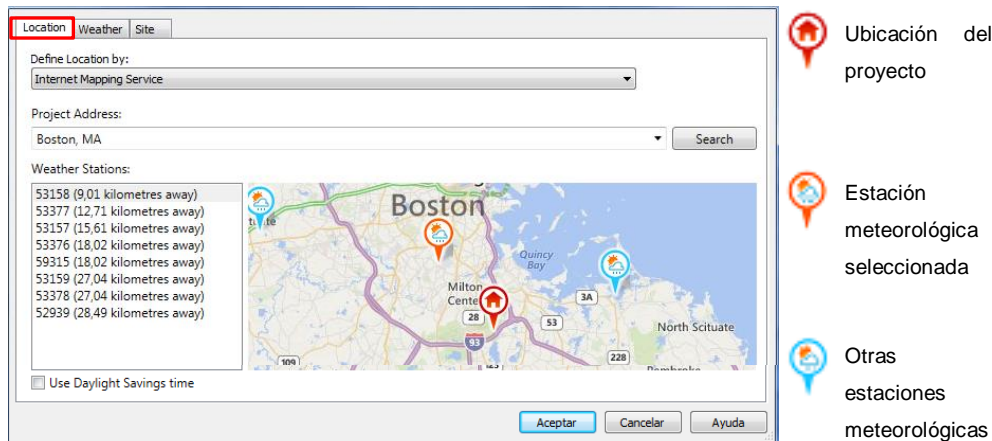 Location Weather Site
Define Location by:
Internet Mapping Service
Project Address:
Boston, MA
Search
Weather Stations:
53158 (9,01 kilometres away)
53377 (12,71 kilometres away)
53157 (15,61 kilometres away)
53376 (18,02 kilometres away)
59315 (18,02 kilometres away)
53159 (27,04 kilometres away)
53378 (27,04 kilometres away)
52939 (28,49 kilometres away)
Boston
Quincy
Bay
Milton
Cente
28
93
3A
53
North Scituate
228
109
Use Daylight Savings time
Aceptar Cancelar Ayuda
Ubicación del
proyecto
Estación
meteorológica
seleccionada
Otras
estaciones
meteorológicas